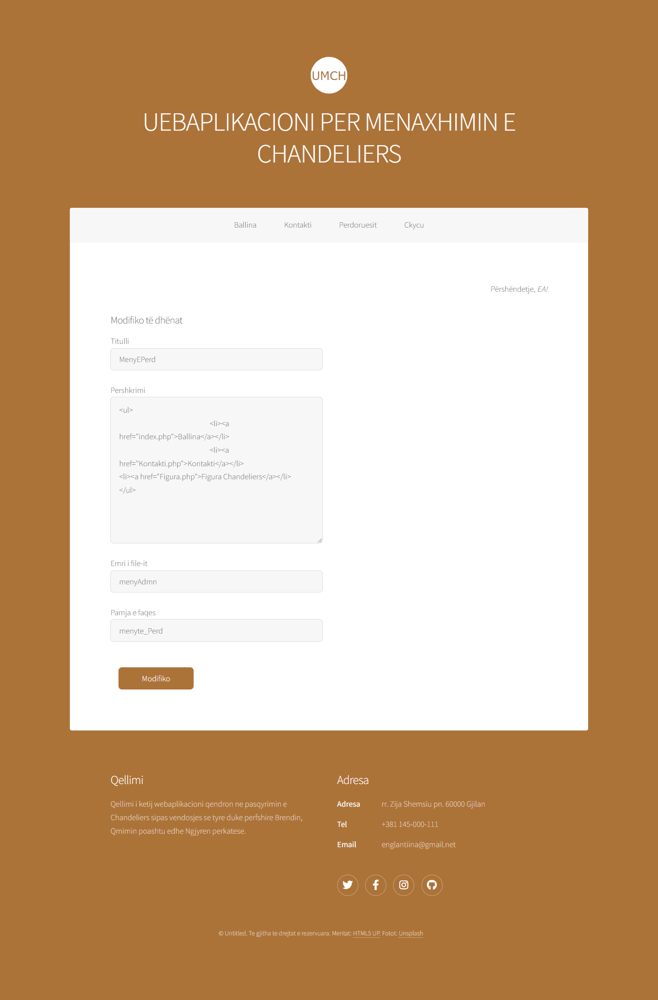 UMCH
UEBAPLIKACIONI PER MENAXHIMIN E
CHANDELIERS
Ballina Kontakti Perdoruesit Ckycu
Përshëndetje, EA!
Modifiko të dhënat
Titulli
MenyEPerd
Pershkrimi
<ul>
<li><a
href="index.php">Ballina</a></li>
<li><a
href="Kontakti.php">Kontakti</a></li>
<li><a href="Figura.php">Figura Chandeliers</a></li>
</ul>
Emri i file-it
menyAdmn
Pamja e faqes
menyte_Perd
Modifiko
Qellimi
Qellimi i ketij webaplikacioni qendron ne pasqyrimin e
Chandeliers sipas vendosjes se tyre duke perfshire Brendin,
Qmimin poashtu edhe Ngjyren perkatese.
Adresa
Adresa rr. Zija Shemsiu pn. 60000 Gjilan
Tel +381 145-000-111
Email englantiina@gmail.net
© Untitled. Te gjitha te drejtat e rezervuara. Meritat: HTML5 UP. Fotot: Unsplash